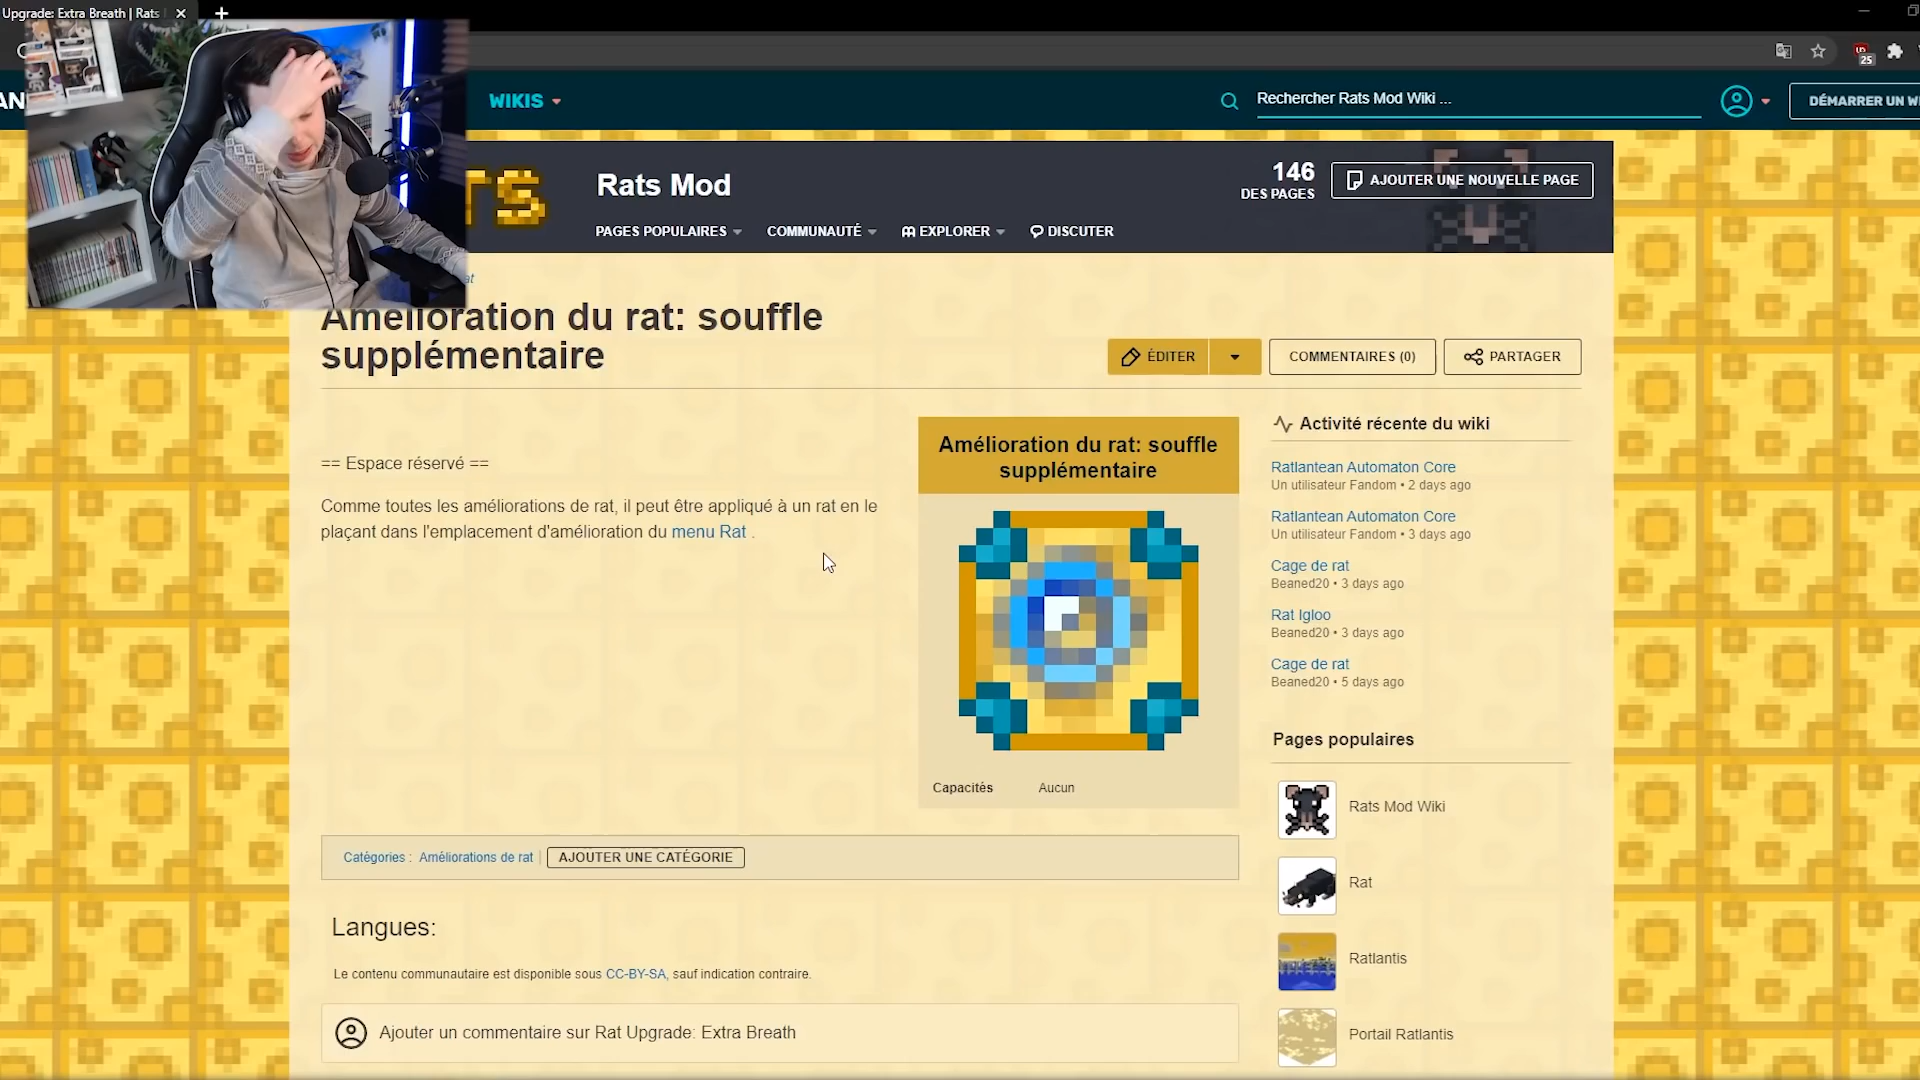 Upgrade: Extra Breath | Rats
25
AN
WIKIS
Rechercher Rats Mod Wiki ...
DÉMARRER UN WI
TS
Rats Mod
146
DES PAGES
AJOUTER UNE NOUVELLE PAGE
PAGES POPULAIRES
COMMUNAUTÉ
EXPLORER
DISCUTER
at
Amélioration du rat: souffle
supplémentaire
ÉDITER
COMMENTAIRES (0)
PARTAGER
== Espace réservé ==
Comme toutes les améliorations de rat, il peut être appliqué à un rat en le
plaçant dans l'emplacement d'amélioration du menu Rat .
Amélioration du rat: souffle
supplémentaire
Capacités Aucun
Activité récente du wiki
Ratlantean Automaton Core
Un utilisateur Fandom • 2 days ago
Ratlantean Automaton Core
Un utilisateur Fandom • 3 days ago
Cage de rat
Beaned20 • 3 days ago
Rat Igloo
Beaned20 • 3 days ago
Cage de rat
Beaned20 • 5 days ago
Pages populaires
Rats Mod Wiki
Rat
Ratlantis
Portail Ratlantis
Catégories : Améliorations de rat
AJOUTER UNE CATÉGORIE
Langues:
Le contenu communautaire est disponible sous CC-BY-SA, sauf indication contraire.
Ajouter un commentaire sur Rat Upgrade: Extra Breath